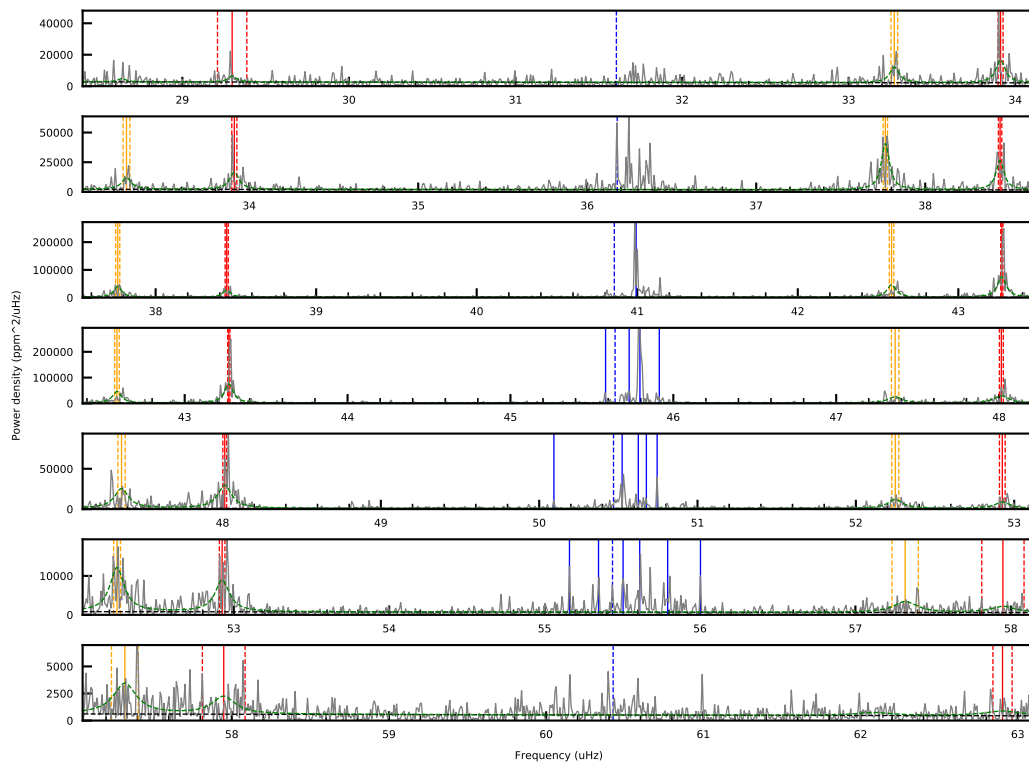 40000
20000
0
29 30 31 32 33 34
50000
25000
0
34 35 36 37 38
200000
100000
0
38 39 40 41 42 43
Power density (ppm^2/uHz)
200000
100000
0
43 44 45 46 47 48
50000
0
48 49 50 51 52 53
10000
0
53 54 55 56 57 58
5000
2500
0
58 59 60 61 62 63
Frequency (uHz)